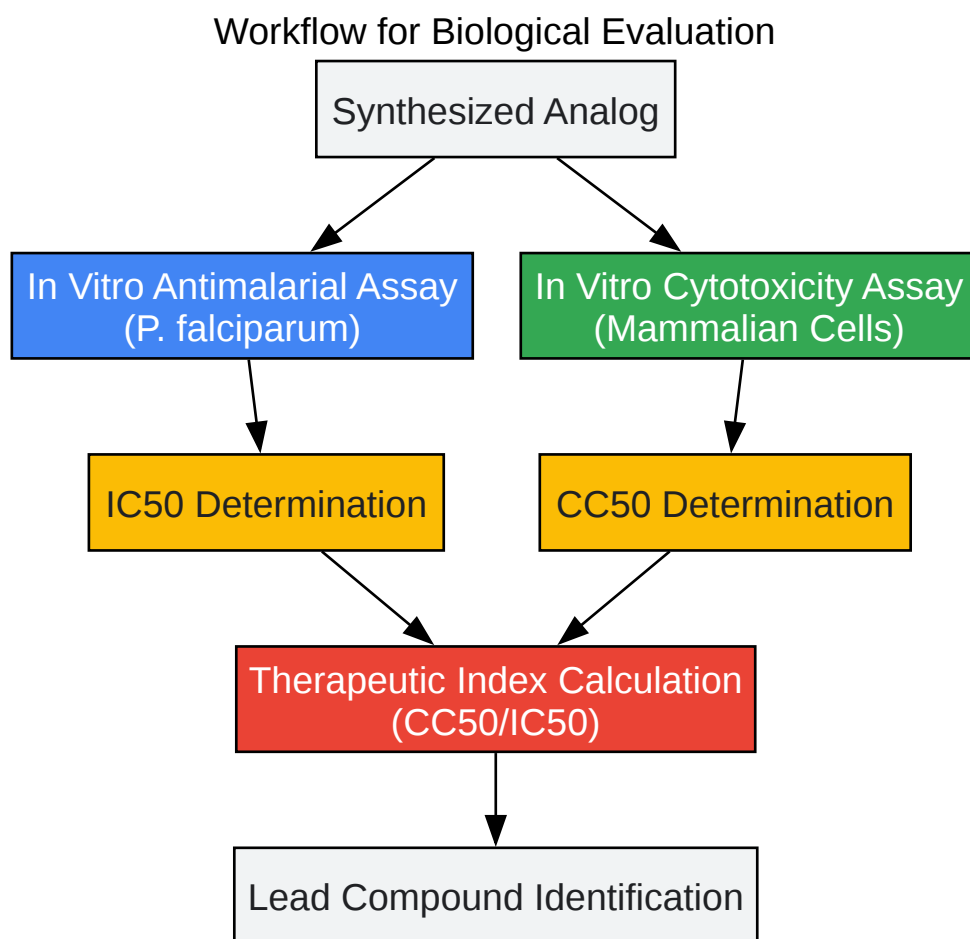 Workflow for Biological Evaluation
Synthesized Analog
In Vitro Antimalarial Assay
(P. falciparum)
In Vitro Cytotoxicity Assay
(Mammalian Cells)
IC50 Determination
CC50 Determination
Therapeutic Index Calculation
(CC50/IC50)
Lead Compound Identification